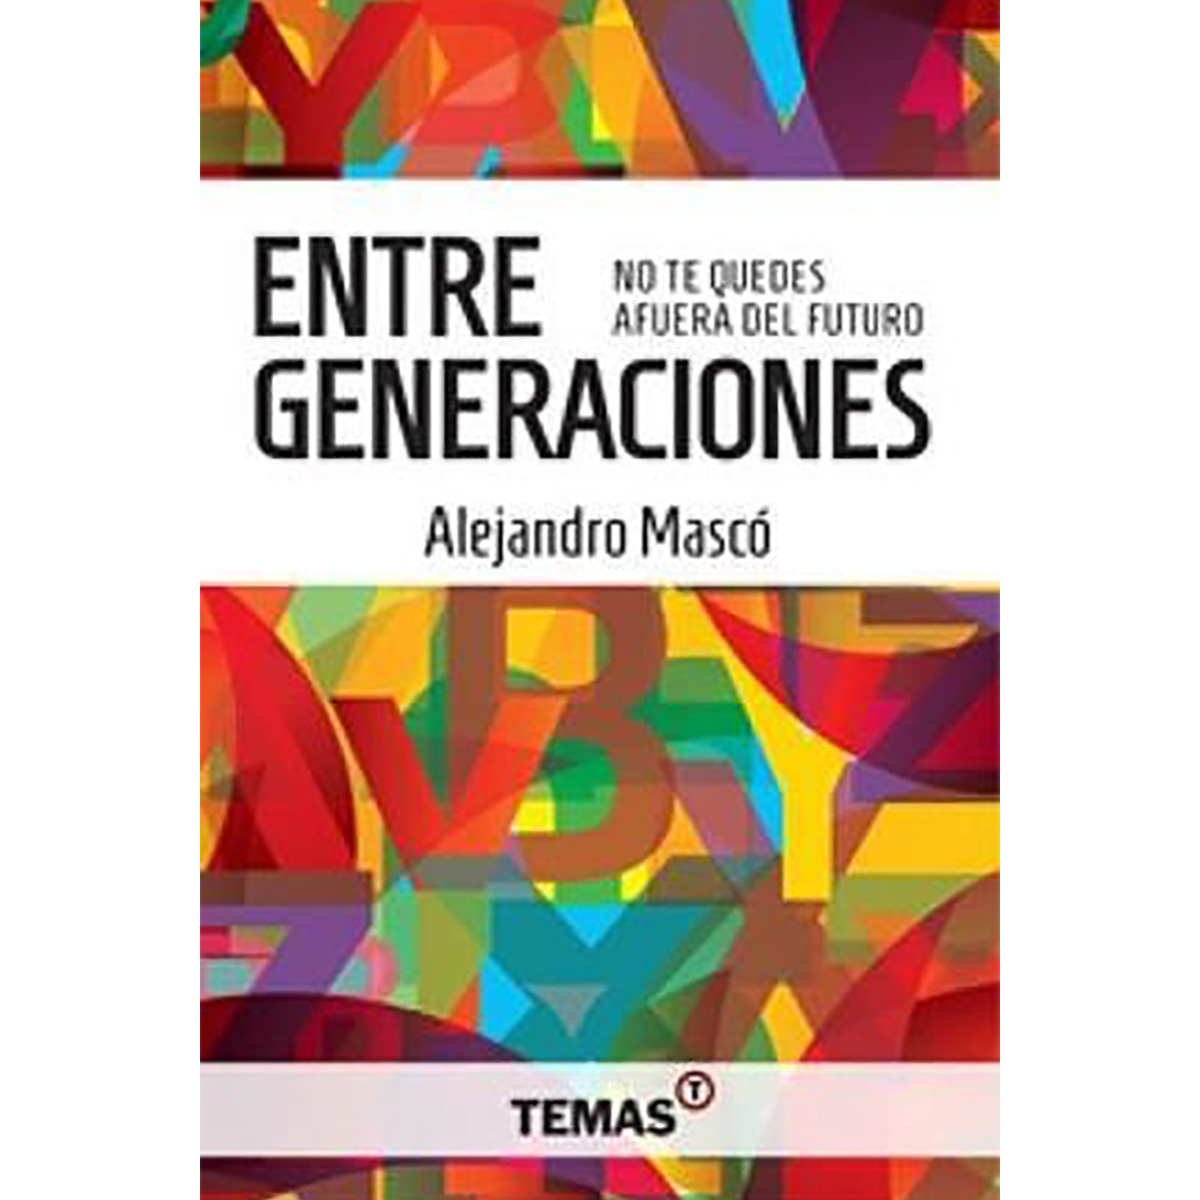 ENTRE
NO TE QUEDES
AFUERA DEL FUTURO
GENERACIONES
Alejandro Mascó
TEMAS T